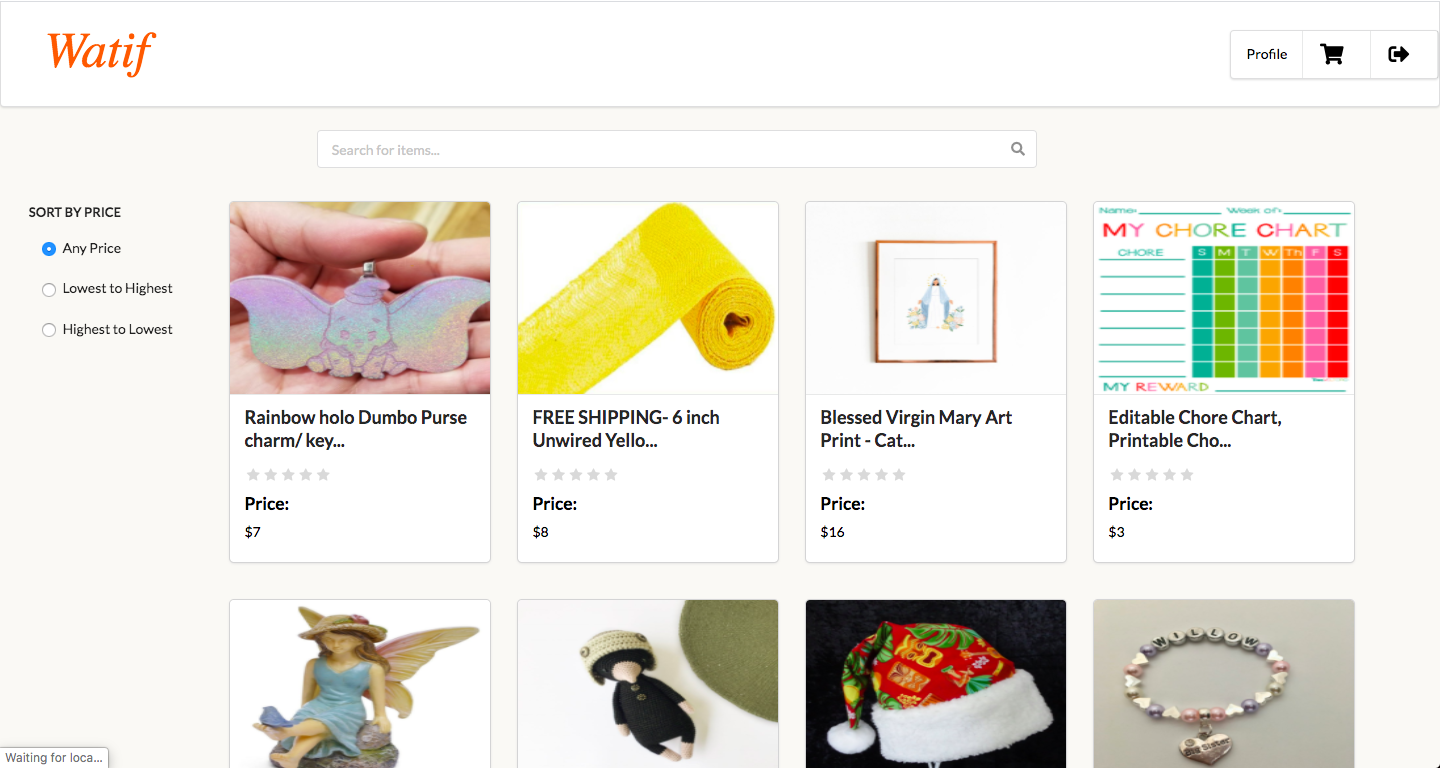 Watif
Profile
Search for items...
SORT BY PRICE
Any Price
Lowest to Highest
Highest to Lowest
Name: Week of:
MY CHORE CHART
CHORE S M T W Th F S
MY REWARD
Rainbow holo Dumbo Purse
charm/ key...
Price:
$7
FREE SHIPPING- 6 inch
Unwired Yello...
Price:
$8
Blessed Virgin Mary Art
Print - Cat...
Price:
$16
Editable Chore Chart,
Printable Cho...
Price:
$3
WILLOW
Big Sister
Waiting for loca...